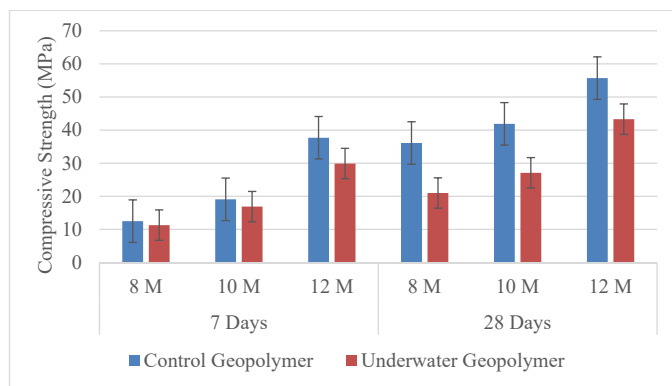 70
60
50
40
30
20
10
0
Compressive Strength (MPa)
8 M 10 M 12 M 8 M 10 M 12 M
7 Days 28 Days
Control Geopolymer Underwater Geopolymer